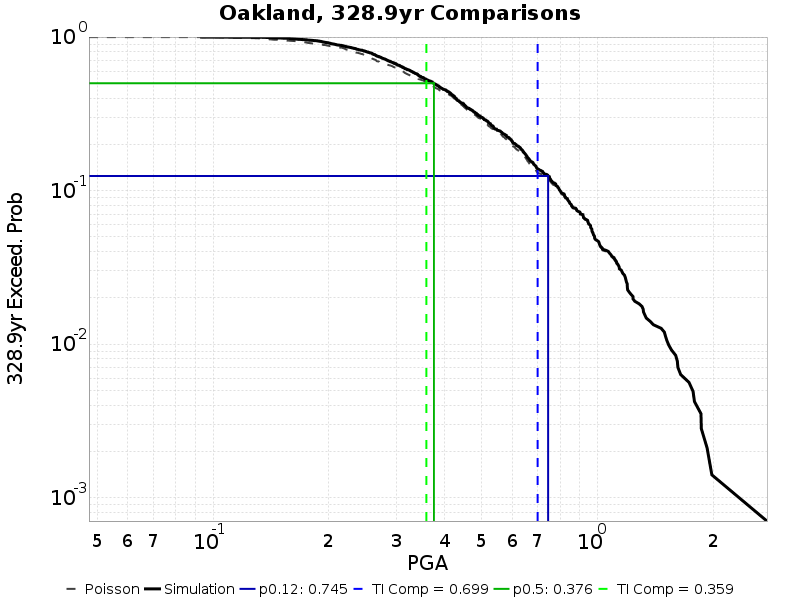 Oakland, 328.9yr Comparisons
328.9yr Exceed. Prob
10^0
10^-1
10^-2
10^-3
5 6 7 10^-1 2 3 4 5 6 7 10^0 2
PGA
Poisson Simulation p0.12: 0.745 TI Comp = 0.699 p0.5: 0.376 TI Comp = 0.359